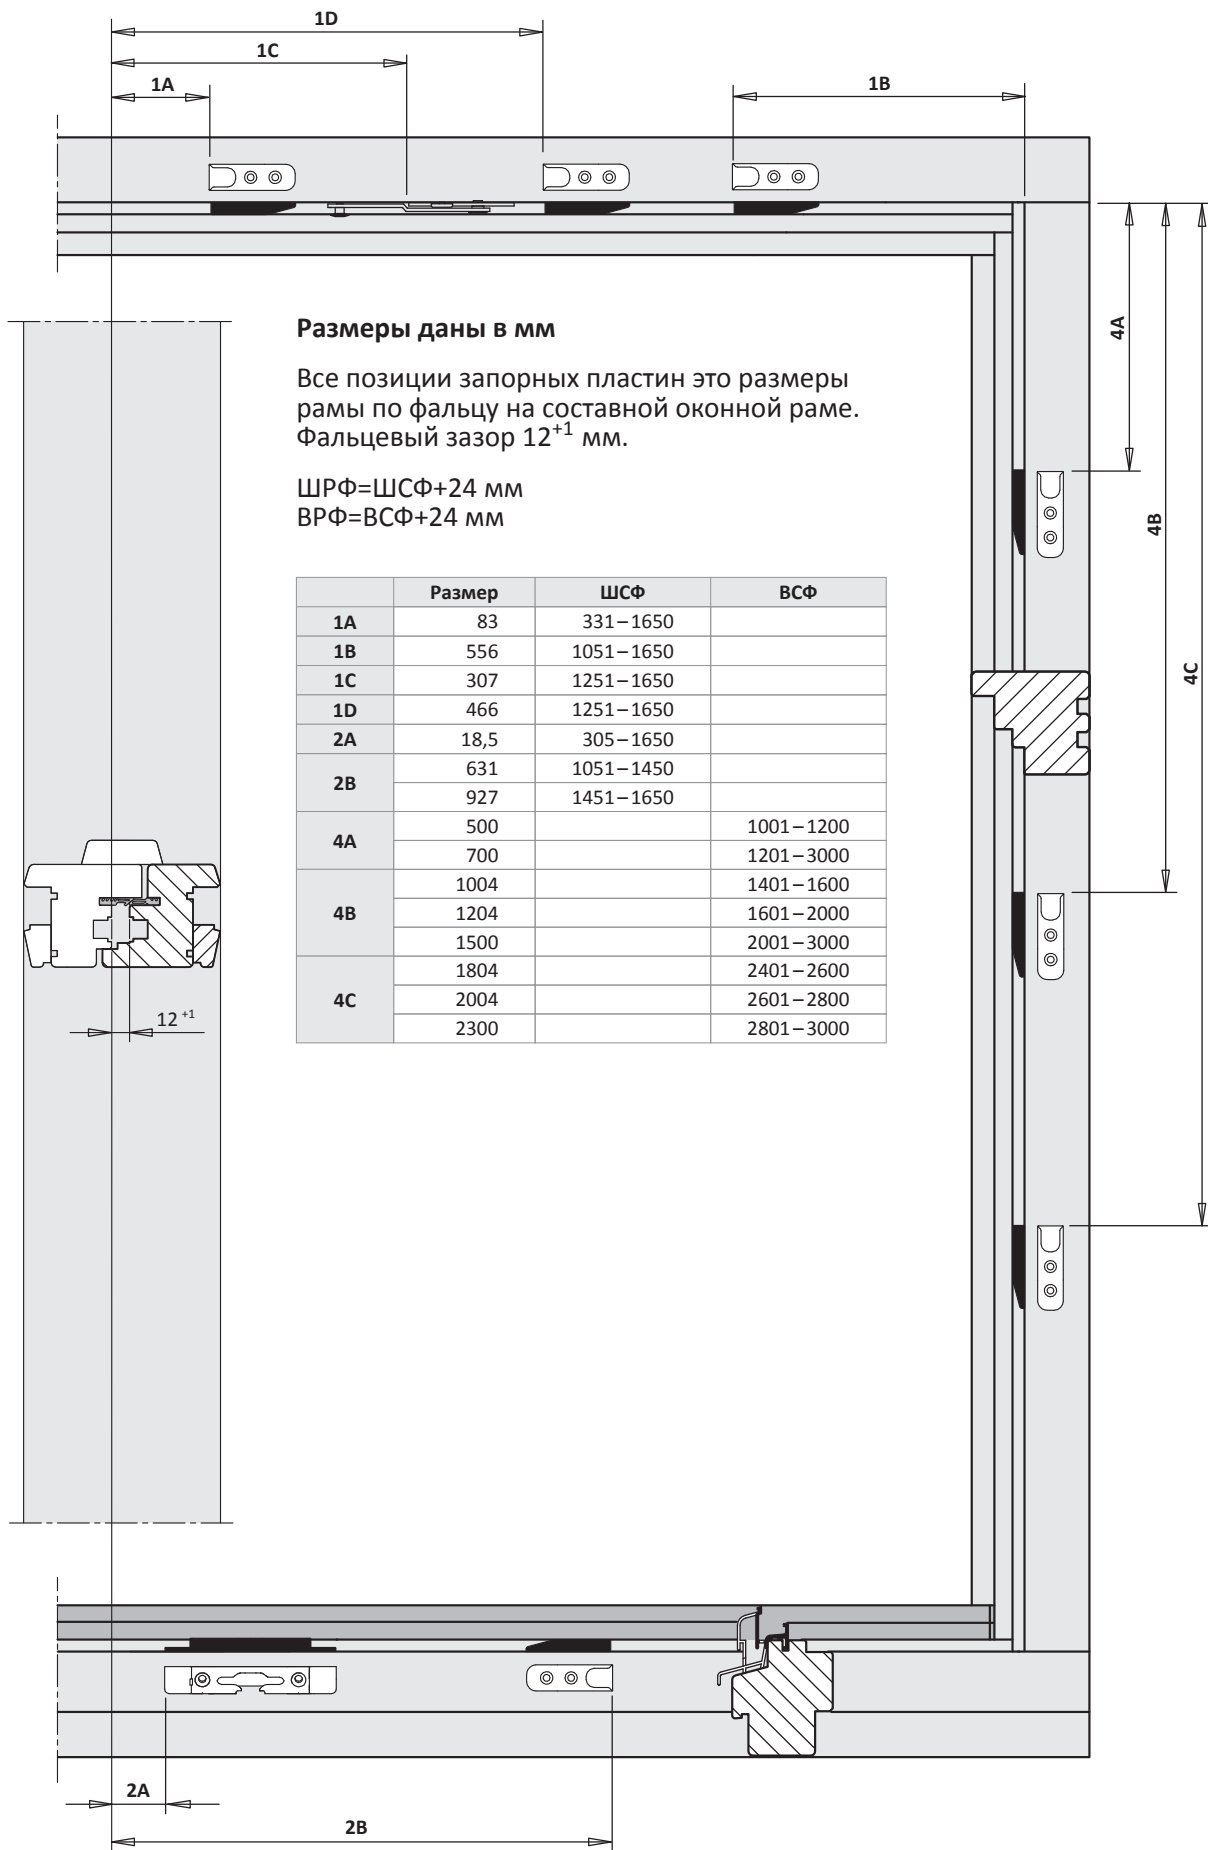 1D
1C
1A
1B
Размеры даны в мм
Все позиции запорных пластин это размеры
рамы по фальцу на составной оконной раме.
Фальцевый зазор 12+1 мм.
ШРФ=ШСФ+24 мм
ВРФ=ВСФ+24 мм
4A
4B
4C
Размер ШСФ ВСФ
1A 83 331–1650
1B 556 1051–1650
1C 307 1251–1650
1D 466 1251–1650
2A 18,5 305–1650
2B 631 1051–1450
927 1451–1650
4A 500 1001–1200
700 1201–3000
4B 1004 1401–1600
1204 1601–2000
1500 2001–3000
4C 1804 2401–2600
2004 2601–2800
2300 2801–3000
12 +1
2A
2B